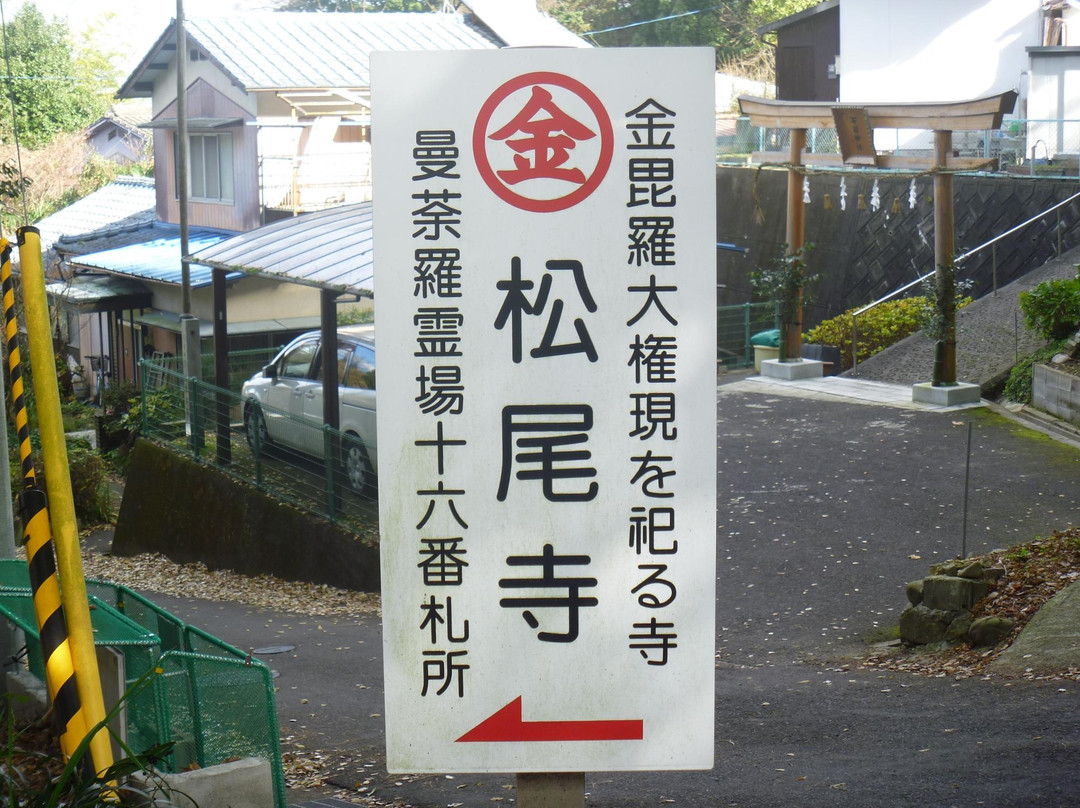 金
金毘羅大権現を祀る寺
松尾寺
曼荼羅霊場十六番札所